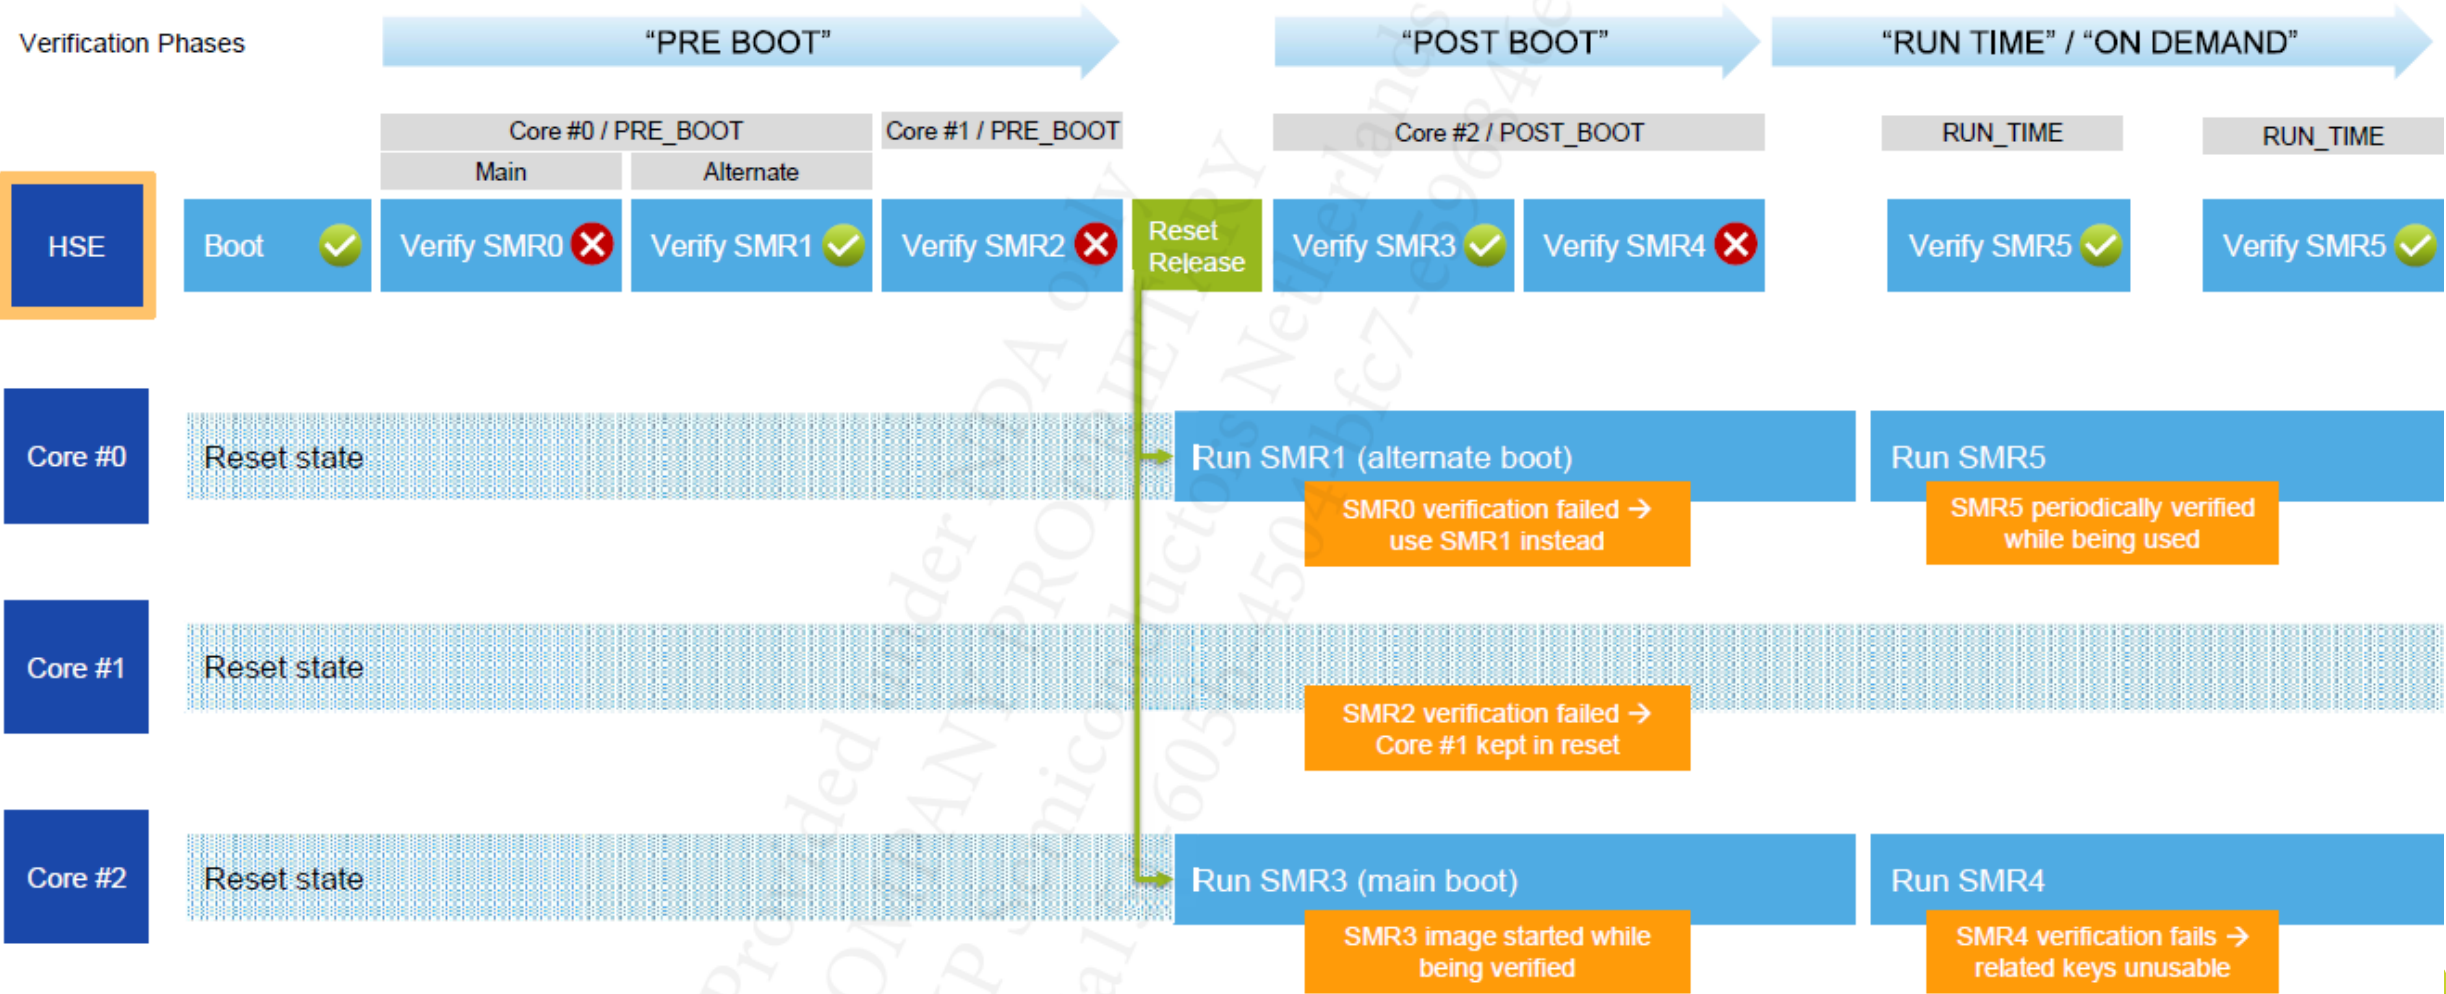 Verification Phases
“PRE BOOT”
“POST BOOT”
“RUN TIME” / “ON DEMAND”
Core #0 / PRE_BOOT
Core #1 / PRE_BOOT
Core #2 / POST_BOOT
RUN_TIME
RUN_TIME
Main
Alternate
HSE
Boot
Verify SMR0
Verify SMR1
Verify SMR2
Reset
Release
Verify SMR3
Verify SMR4
Verify SMR5
Verify SMR5
Core #0
Reset state
Run SMR1 (alternate boot)
Run SMR5
SMR0 verification failed →
use SMR1 instead
SMR5 periodically verified
while being used
Core #1
Reset state
SMR2 verification failed →
Core #1 kept in reset
Core #2
Reset state
Run SMR3 (main boot)
Run SMR4
SMR3 image started while
being verified
SMR4 verification fails →
related keys unusable